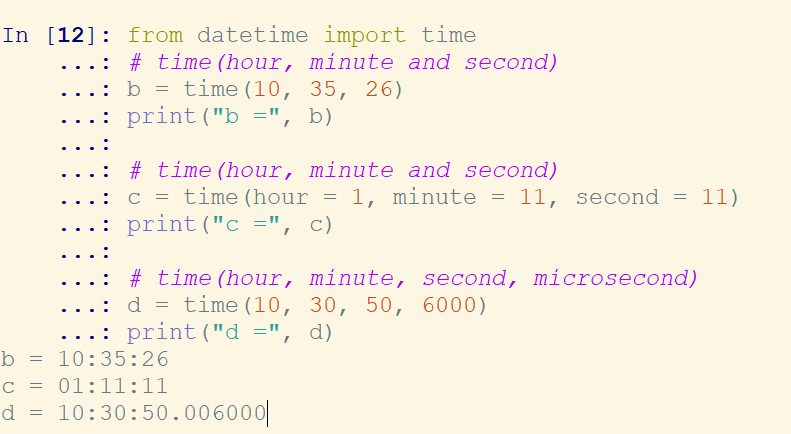 In [12]: from datetime import time
    ...: # time(hour, minute and second)
    ...: b = time(10, 35, 26)
    ...: print("b =", b)
    ...:
    ...: # time(hour, minute and second)
    ...: c = time(hour = 1, minute = 11, second = 11)
    ...: print("c =", c)
    ...:
    ...: # time(hour, minute, second, microsecond)
    ...: d = time(10, 30, 50, 6000)
    ...: print("d =", d)
b = 10:35:26
c = 01:11:11
d = 10:30:50.006000